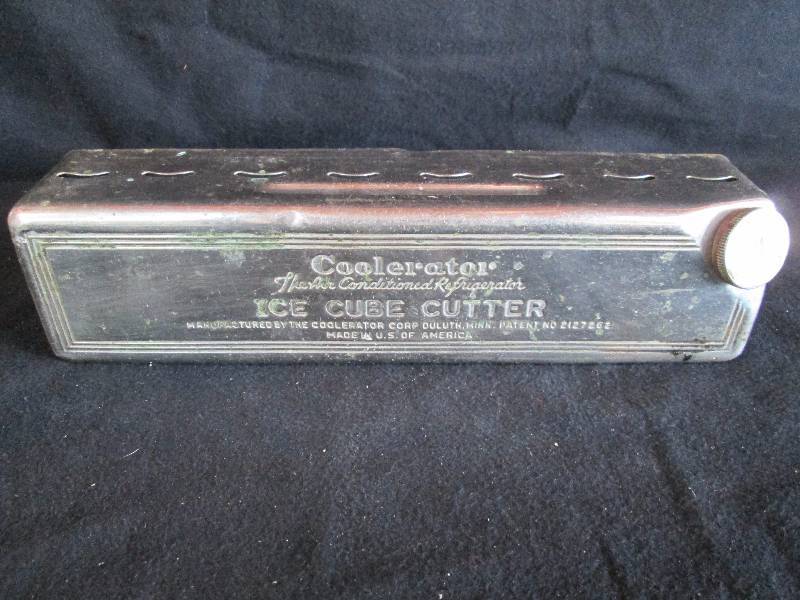 Coolerator
The Air Conditioned Refrigerator
ICE CUBE CUTTER
MANUFACTURED BY THE COOLERATOR CORP DULUTH, MINN. PATENT NO 2127262
MADE IN U.S. OF AMERICA